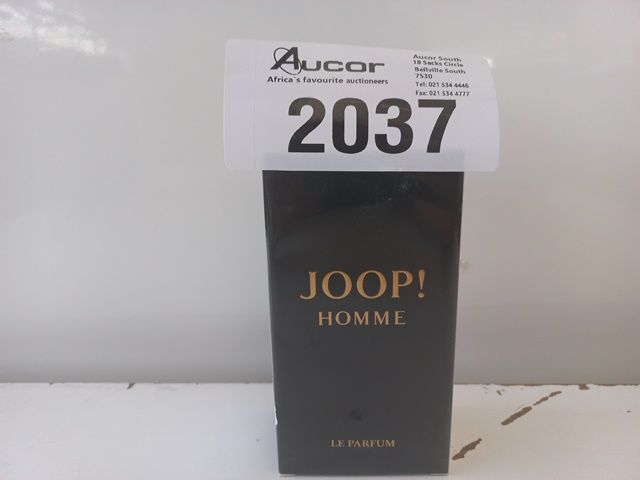 Aucor
Africa's favourite auctioneers
Aucor South
18 Sacks Circle
Bellville South
7530
Tel: 021 534 4446
Fax: 021 534 4777
2037
JOOP!
HOMME
LE PARFUM